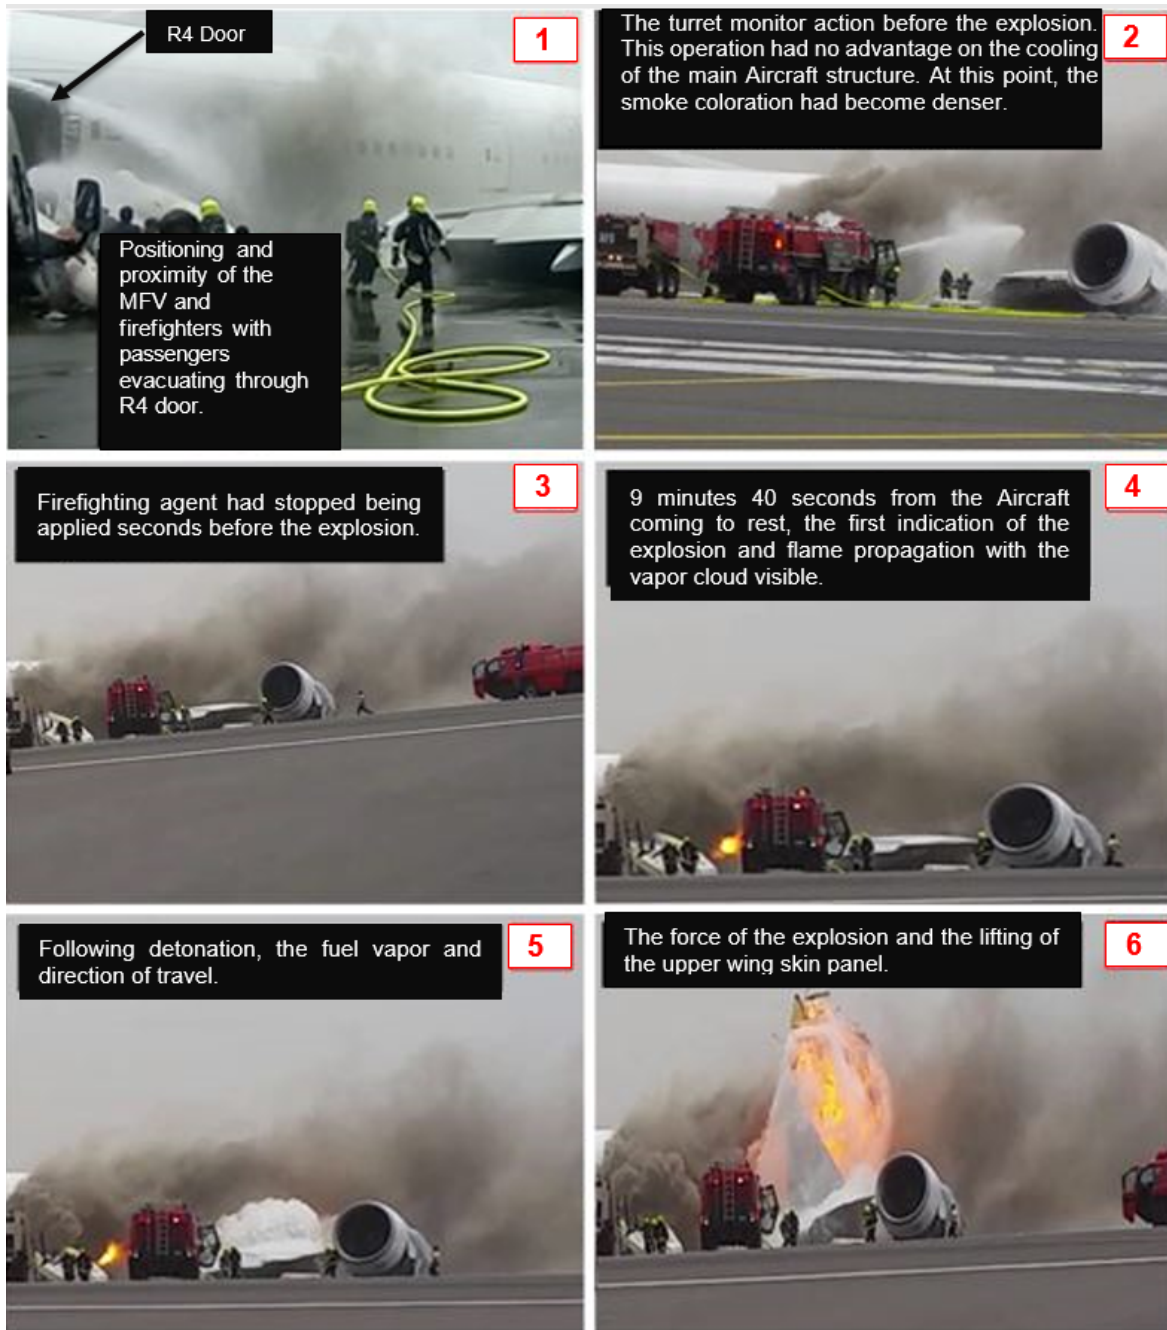 R4 Door
1
Positioning and
proximity of the
MFV and
firefighters with
passengers
evacuating through
R4 door.
The turret monitor action before the explosion.
This operation had no advantage on the cooling
of the main Aircraft structure. At this point, the
smoke coloration had become denser.
2
Firefighting agent had stopped being
applied seconds before the explosion.
3
9 minutes 40 seconds from the Aircraft
coming to rest, the first indication of the
explosion and flame propagation with the
vapor cloud visible.
4
Following detonation, the fuel vapor and
direction of travel.
5
The force of the explosion and the lifting of
the upper wing skin panel.
6